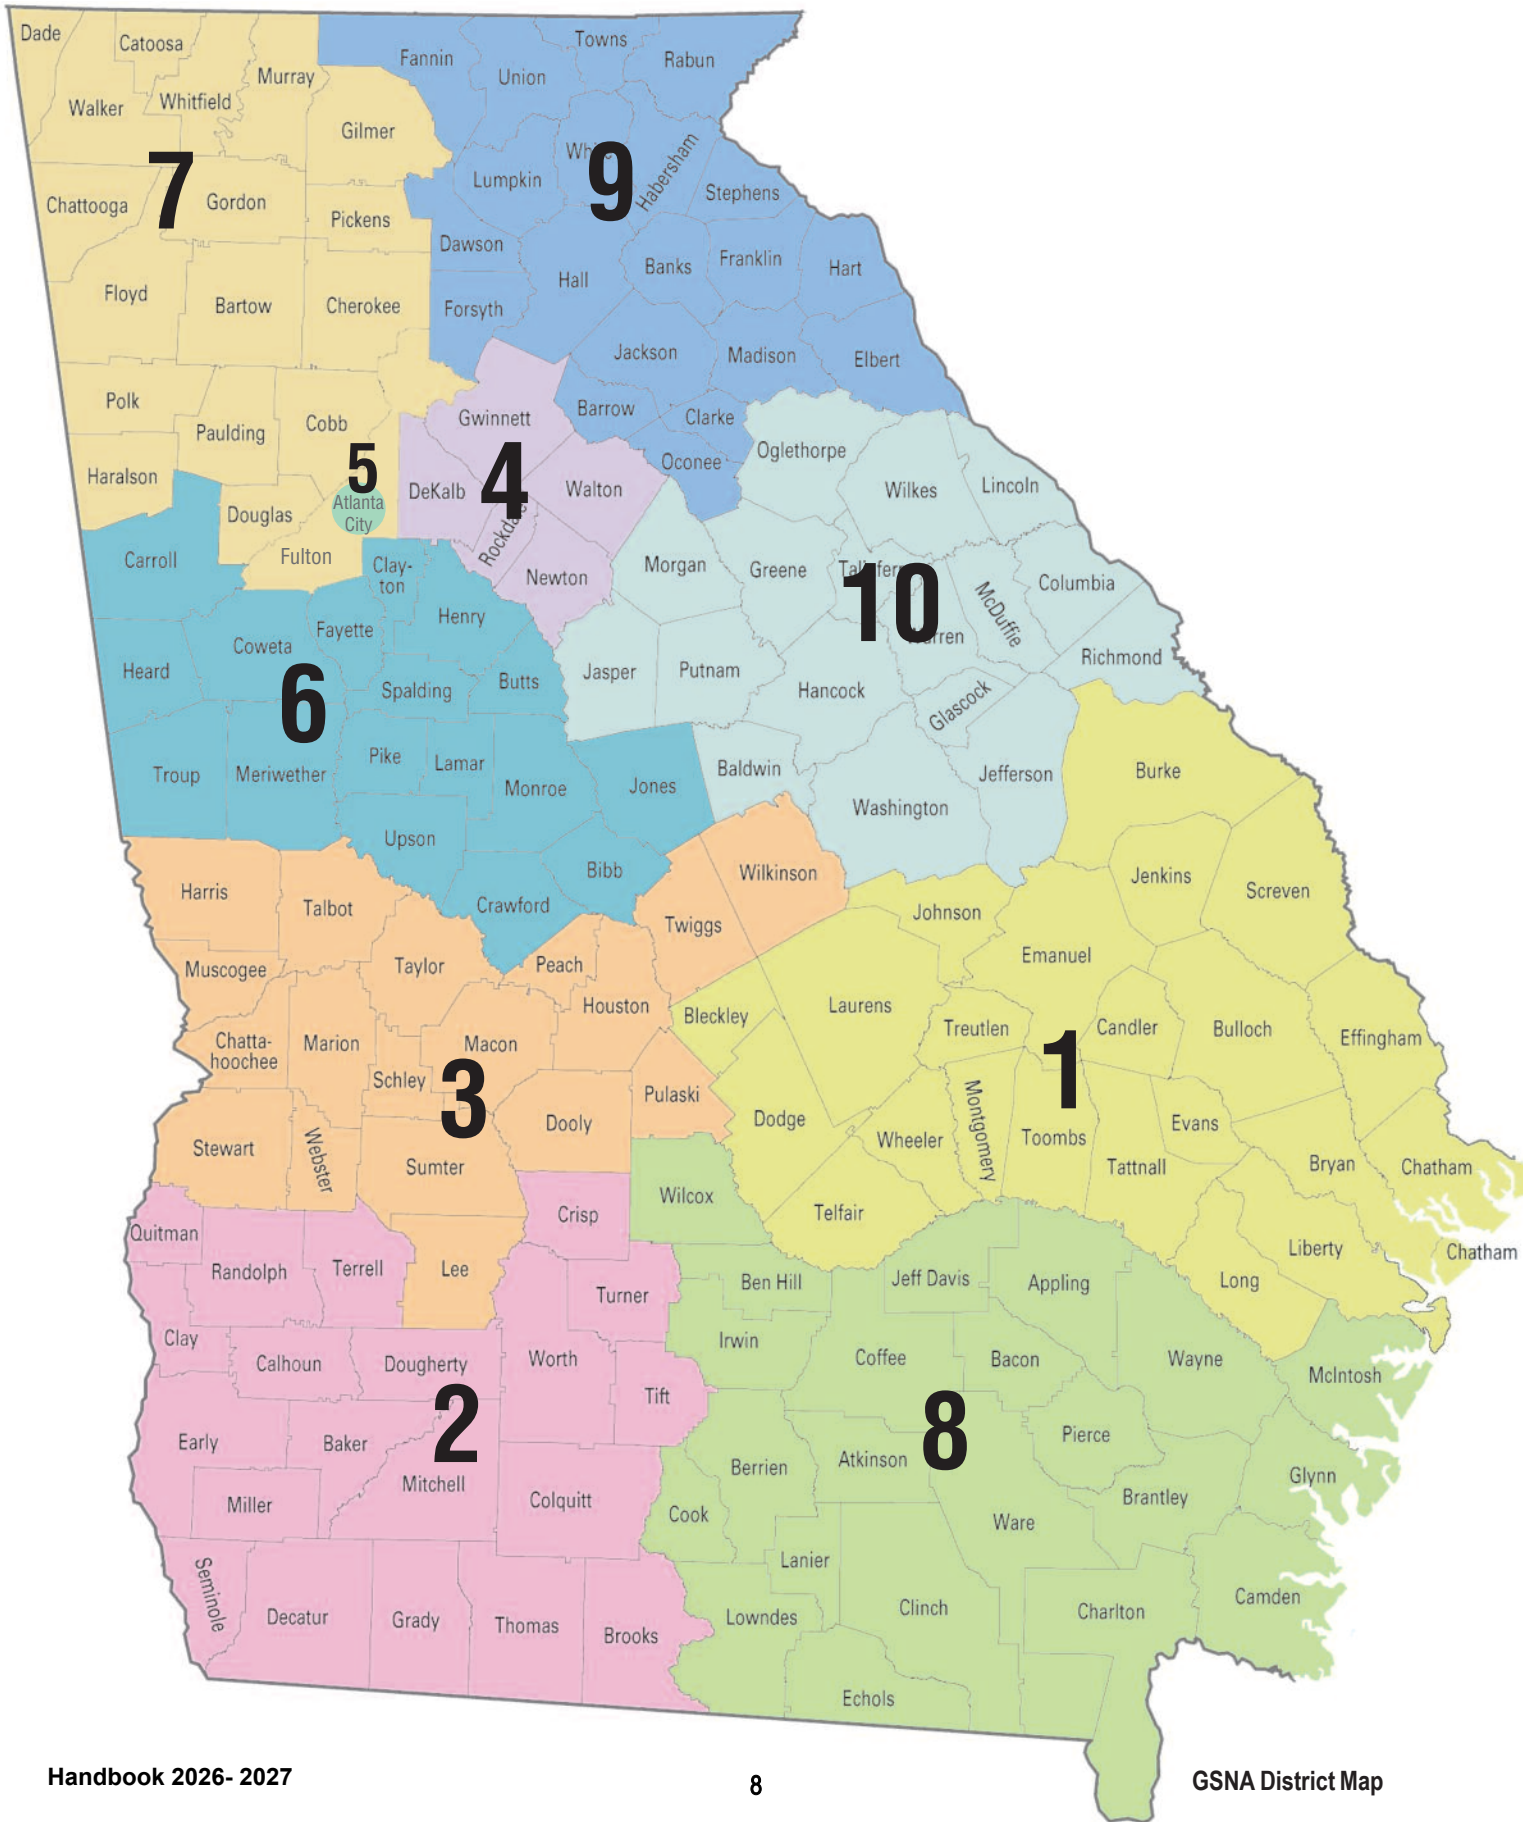 Dade
Catoosa
Murray
Walker
Whitfield
Gilmer
7
Chattooga
Gordon
Pickens
Floyd
Bartow
Cherokee
Polk
Paulding
Cobb
Haralson
Douglas
5
Atlanta
City
Fulton
Fannin
Union
Towns
Rabun
Lumpkin
9
Habersham
Stephens
Dawson
Hall
Banks
Franklin
Hart
Forsyth
Jackson
Madison
Elbert
Barrow
Clarke
Oconee
Gwinnett
DeKalb
4
Walton
Newton
Oglethorpe
Wilkes
Lincoln
Morgan
Greene
10
McDuffie
Columbia
Richmond
Jasper
Putnam
Hancock
Glascock
Baldwin
Washington
Jefferson
Carroll
Clay-
ton
Henry
Fayette
Coweta
Heard
6
Spalding
Butts
Troup
Meriwether
Pike
Lamar
Monroe
Jones
Upson
Bibb
Crawford
Harris
Talbot
Wilkinson
Twiggs
Muscogee
Taylor
Peach
Houston
Chatta-
hoochee
Marion
Macon
Schley
3
Pulaski
Dooly
Stewart
Webster
Sumter
Lee
Burke
Jenkins
Screven
Johnson
Emanuel
Bleckley
Laurens
Treutlen
Candler
Bulloch
Effingham
1
Dodge
Wheeler
Montgomery
Toombs
Evans
Tattnall
Bryan
Chatham
Telfair
Liberty
Chatham
Long
Quitman
Randolph
Terrell
Crisp
Turner
Clay
Calhoun
Dougherty
Worth
Tift
2
Early
Baker
Mitchell
Miller
Colquitt
Seminole
Decatur
Grady
Thomas
Brooks
Wilcox
Ben Hill
Jeff Davis
Appling
Irwin
Coffee
Bacon
Wayne
McIntosh
8
Pierce
Berrien
Atkinson
Glynn
Brantley
Cook
Ware
Lanier
Lowndes
Clinch
Charlton
Camden
Echols
Handbook 2026- 2027
8
GSNA District Map